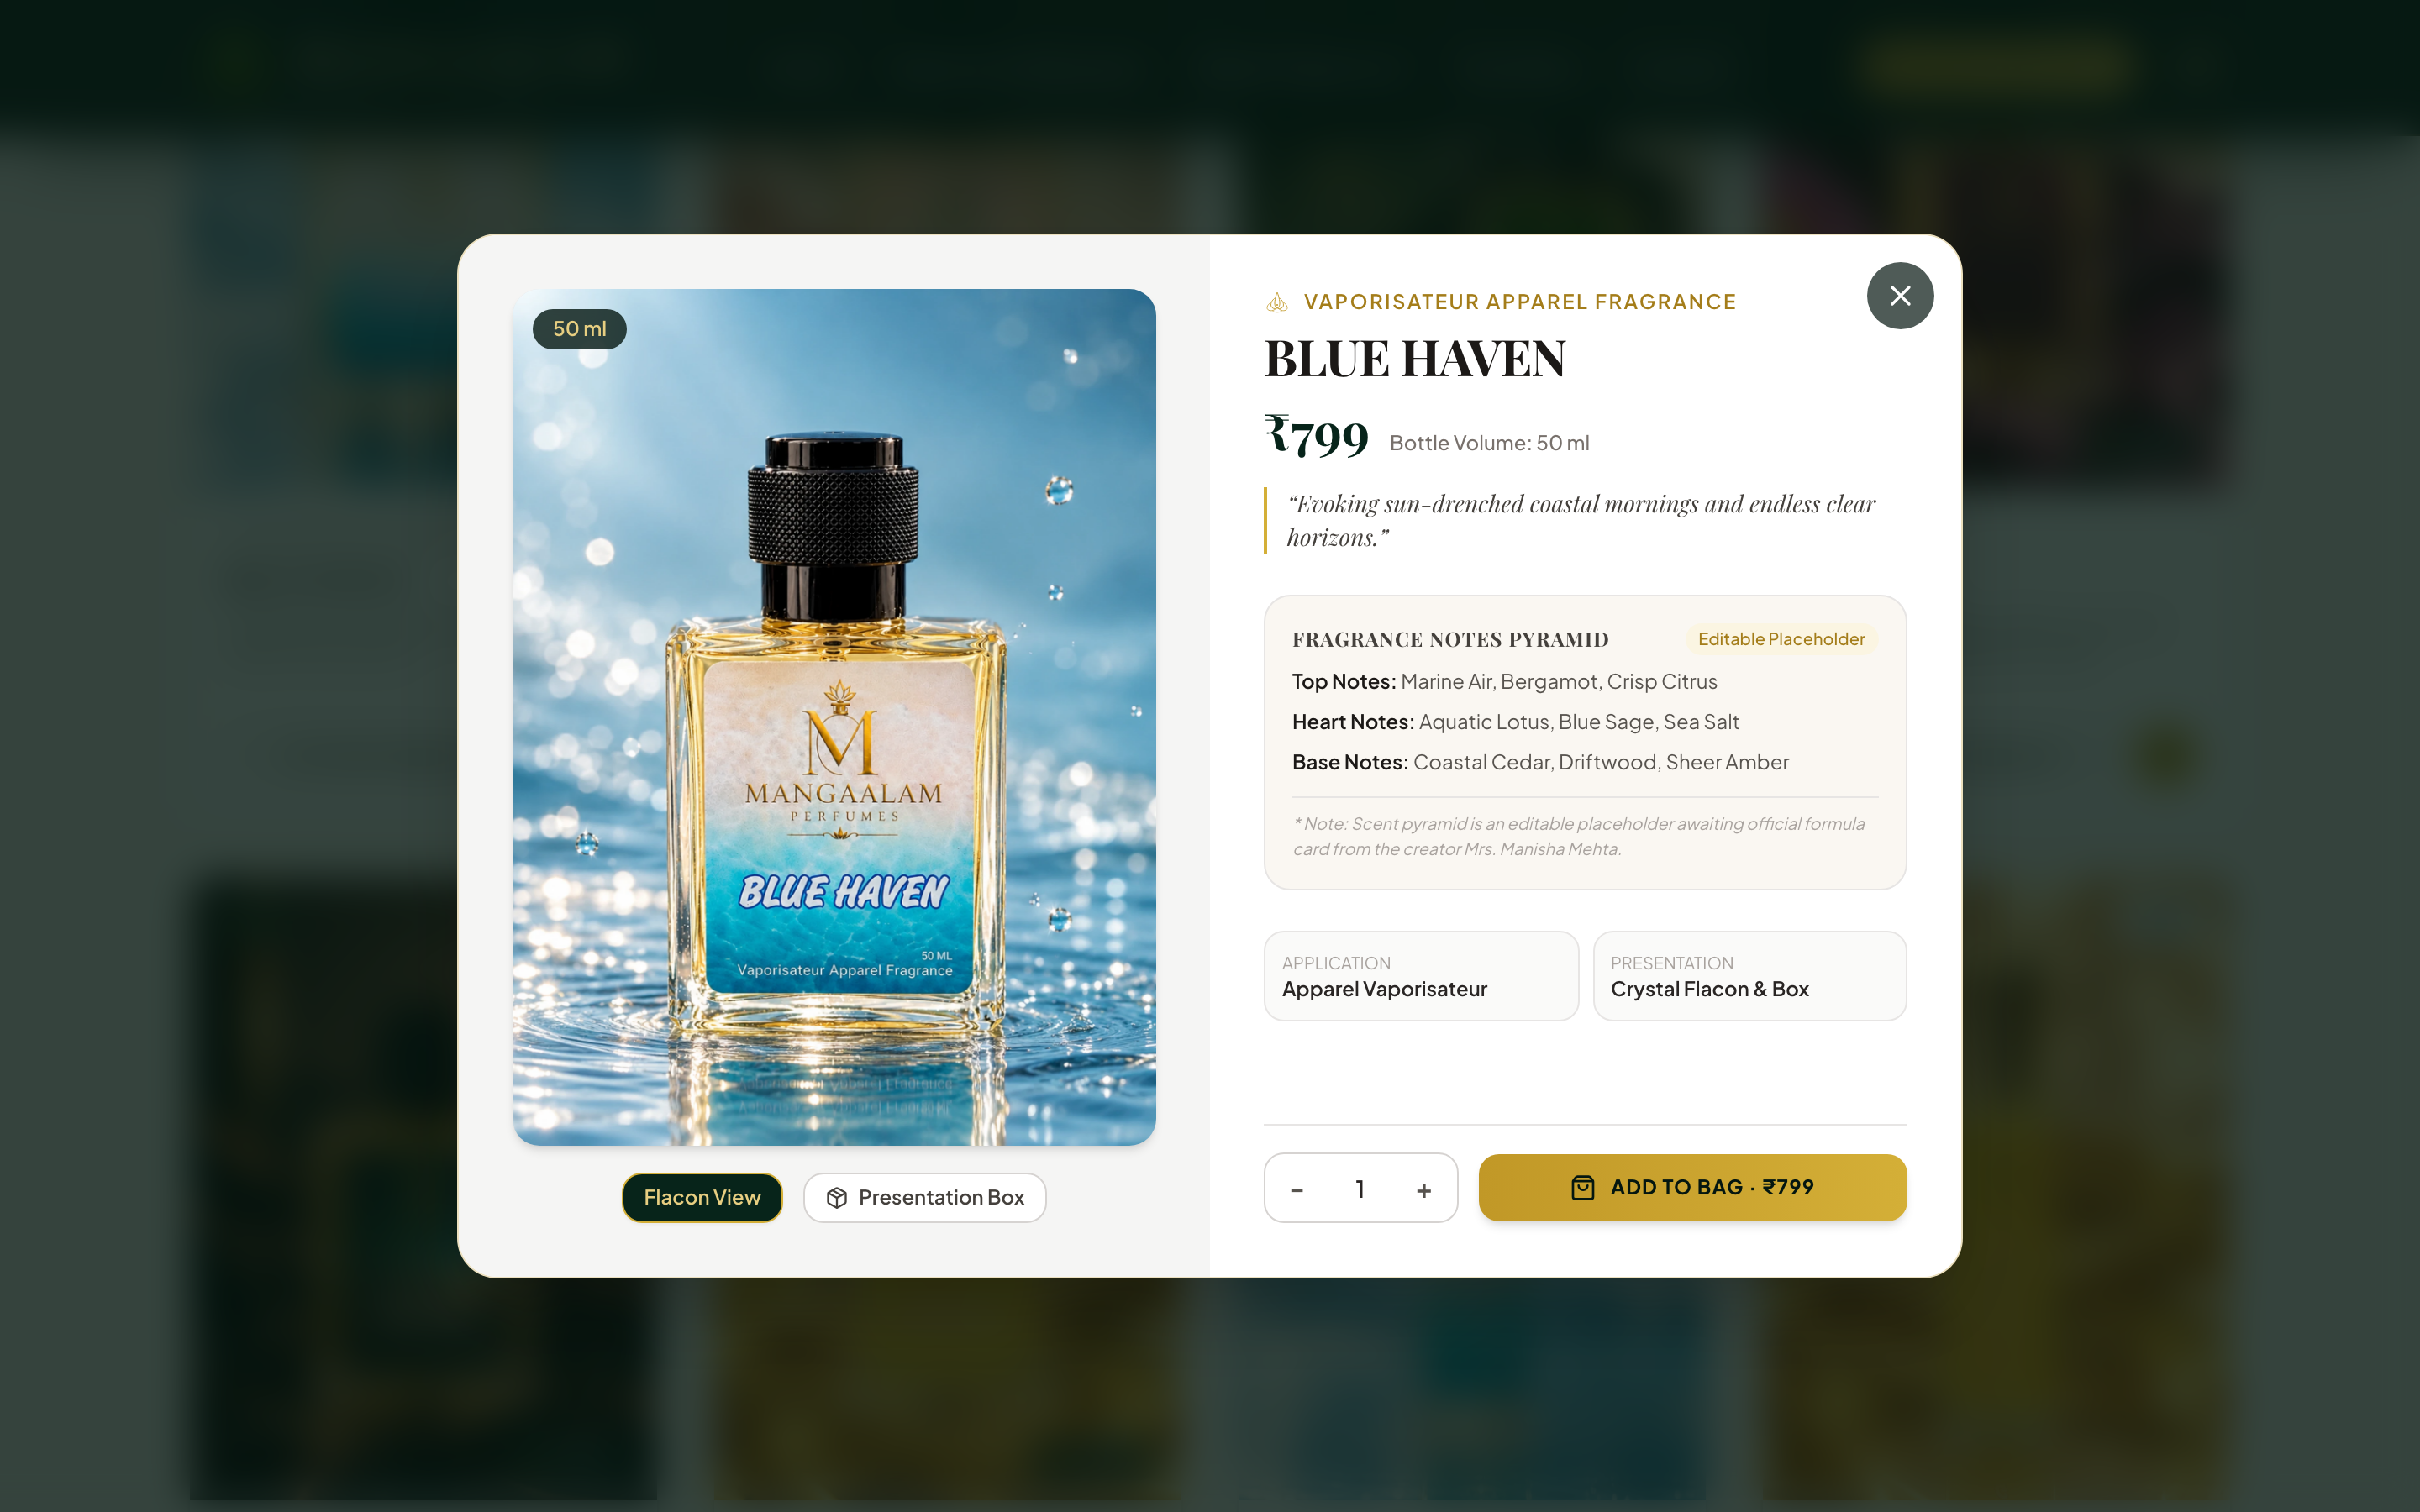 50 ml
M
MANGAALAM
PERFUMES
BLUE HAVEN
50 ML
Vaporisateur Apparel Fragrance
Flacon View
Presentation Box
VAPORISATEUR APPAREL FRAGRANCE
BLUE HAVEN
₹799
Bottle Volume: 50 ml
“Evoking sun-drenched coastal mornings and endless clear
horizons.”
FRAGRANCE NOTES PYRAMID
Editable Placeholder
Top Notes: Marine Air, Bergamot, Crisp Citrus
Heart Notes: Aquatic Lotus, Blue Sage, Sea Salt
Base Notes: Coastal Cedar, Driftwood, Sheer Amber
* Note: Scent pyramid is an editable placeholder awaiting official formula
card from the creator Mrs. Manisha Mehta.
APPLICATION
Apparel Vaporisateur
PRESENTATION
Crystal Flacon & Box
− 1 +
ADD TO BAG · ₹799